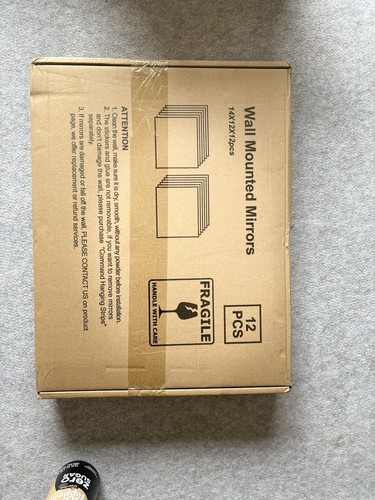 Wall Mounted Mirrors
14X12X12pcs
12
PCS
FRAGILE
HANDLE WITH CARE
ATTENTION
1. Clean the wall, make sure it is dry, smooth, without any powder before installation.
2. The stickers and glue are not removable, if you want to remove mirrors
and don't damage the wall, please purchase "Command Hanging Strips"
separately.
3. If mirrors are damaged or fall off the wall, PLEASE CONTACT US on product
page, we offer replacement or refund services.
zero
SUGAR